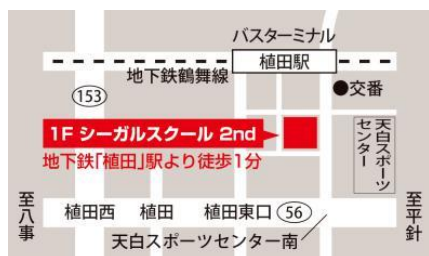 バスターミナル
植田駅
地下鉄鶴舞線
●交番
153
1F シーガルスクール 2nd
地下鉄「植田」駅より徒歩1分
天白スポーツ
センター
至八事
植田西
植田
植田東口
56
至平針
天白スポーツセンター南